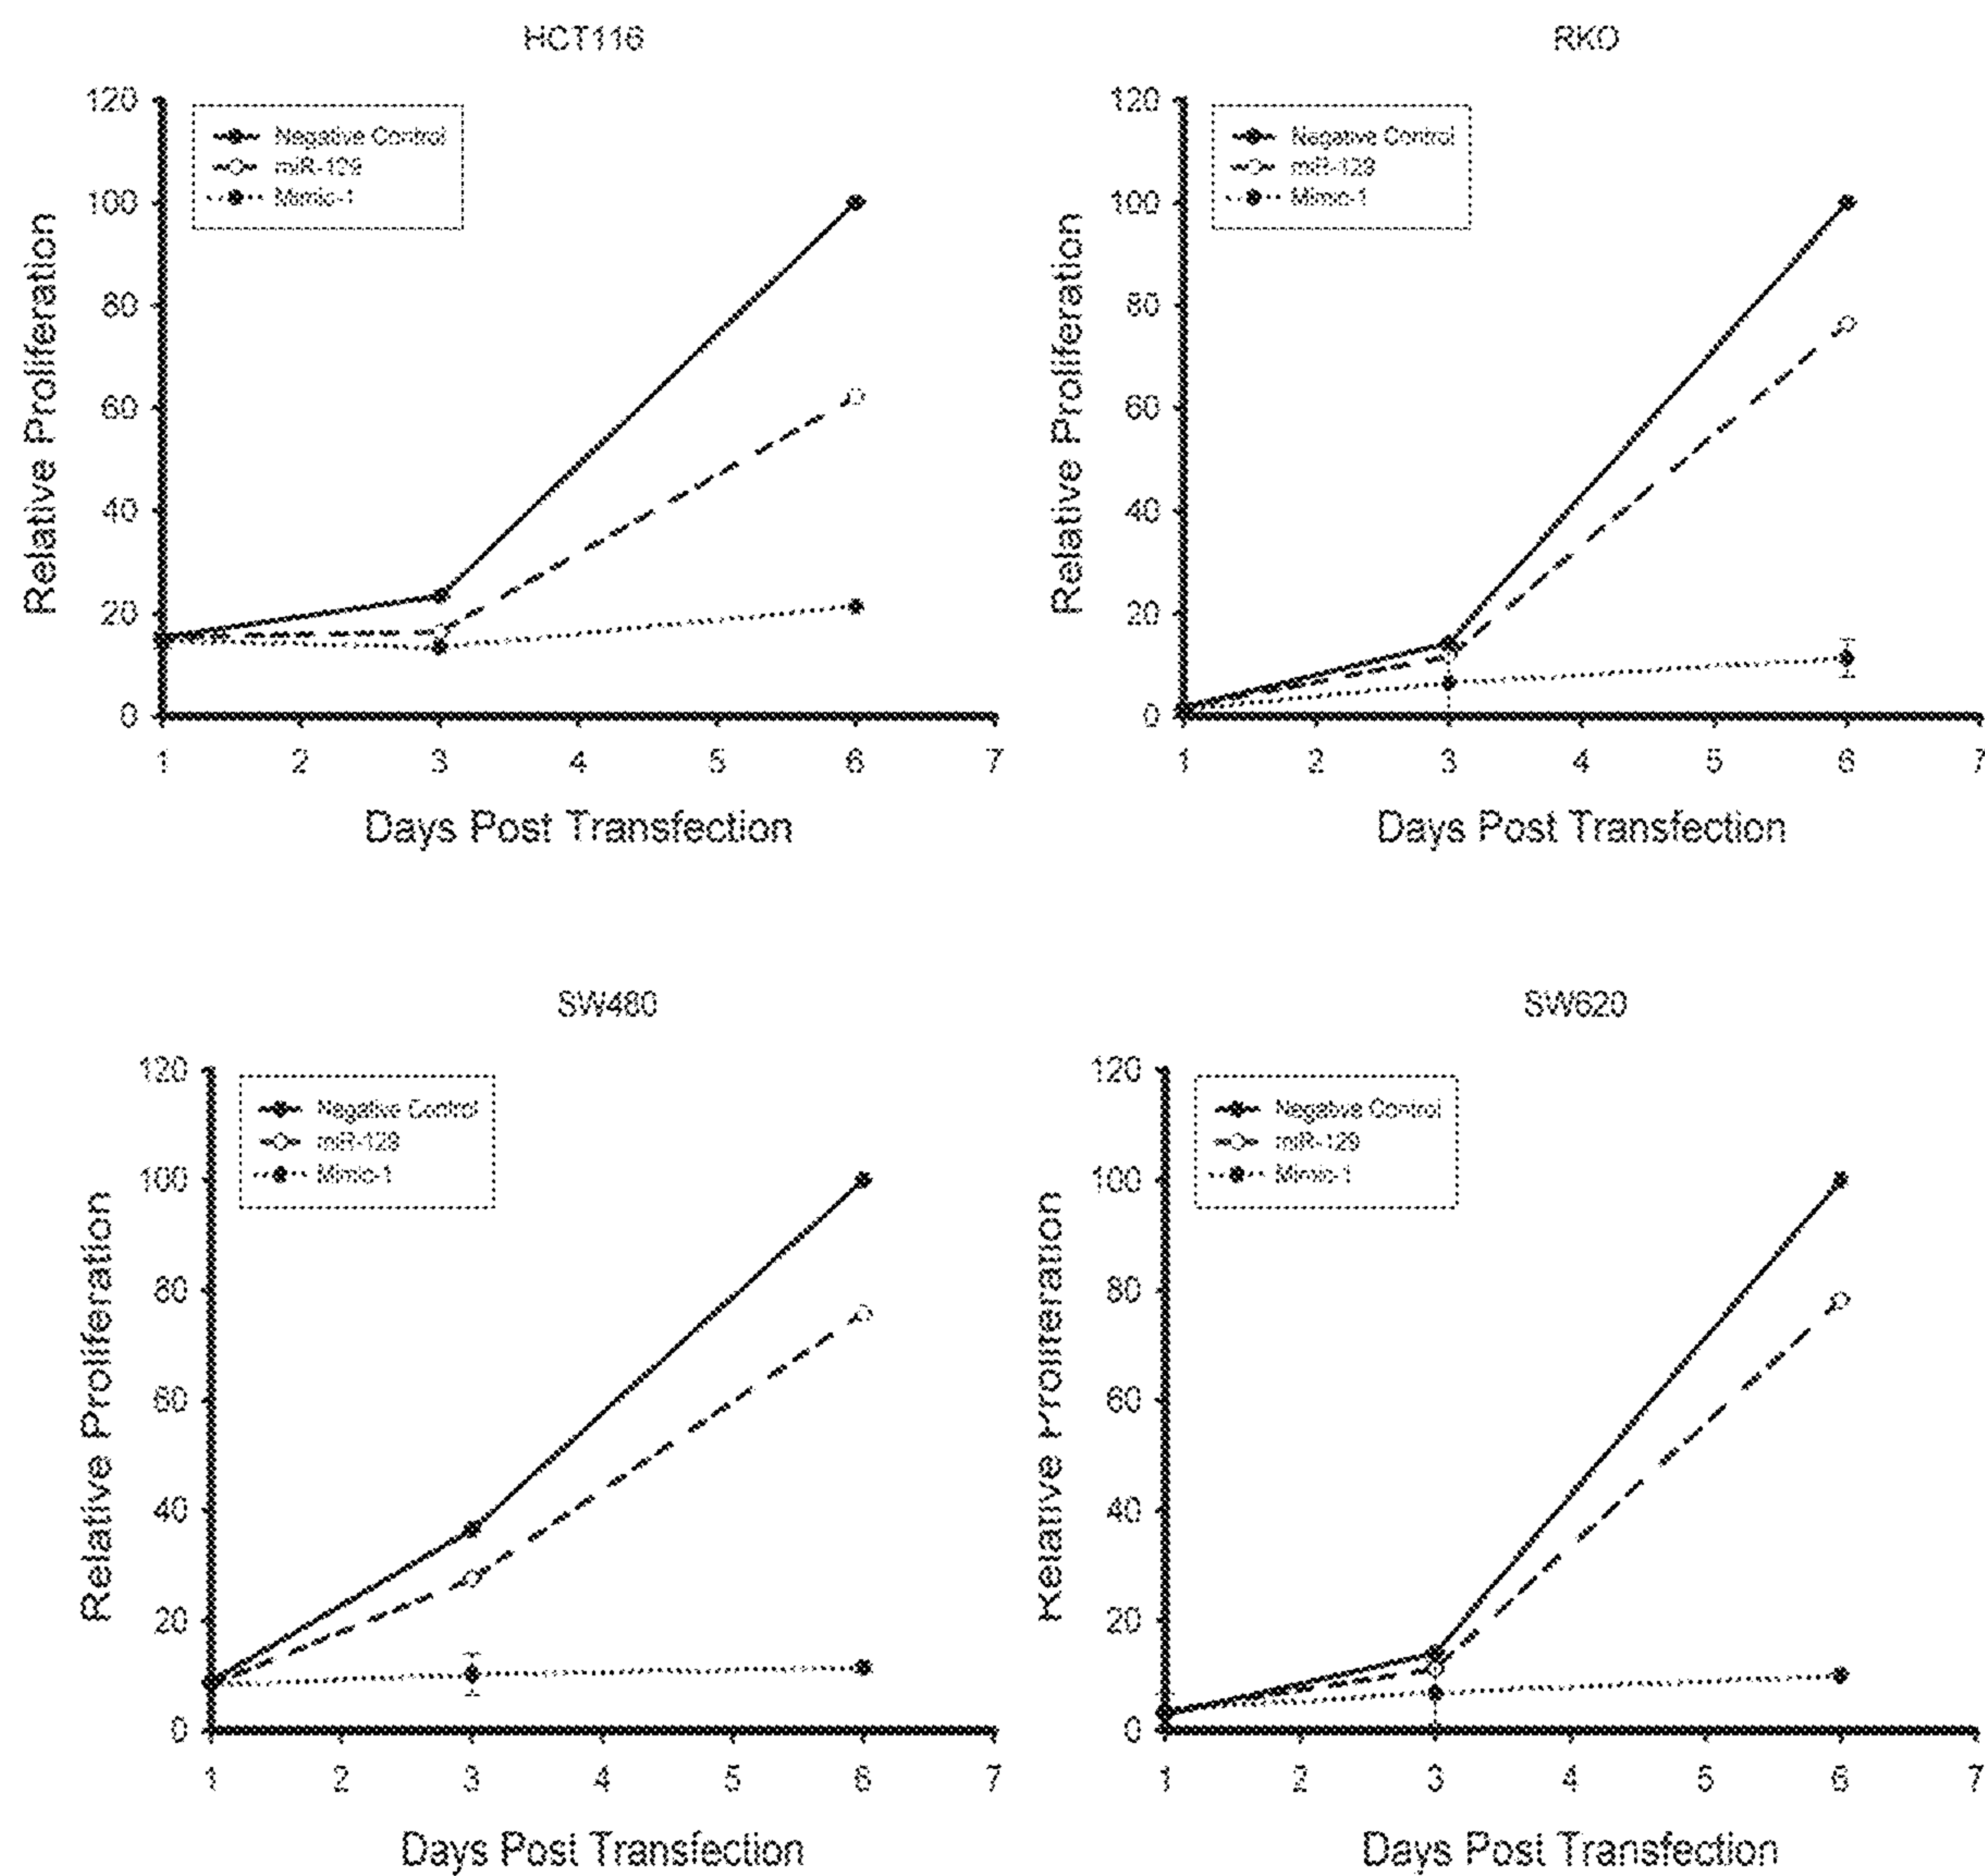 HCT116
120
100
80
60
40
20
0
Relative Proliferation
Negative Control
miR-129
Mimic-1
1 2 3 4 5 6 7
Days Post Transfection
RKO
120
100
80
60
40
20
0
Relative Proliferation
Negative Control
miR-129
Mimic-1
1 2 3 4 5 6 7
Days Post Transfection
SW480
120
100
80
60
40
20
0
Relative Proliferation
Negative Control
miR-129
Mimic-1
1 2 3 4 5 6 7
Days Post Transfection
SW620
120
100
80
60
40
20
0
Relative Proliferation
Negative Control
miR-129
Mimic-1
1 2 3 4 5 6 7
Days Post Transfection